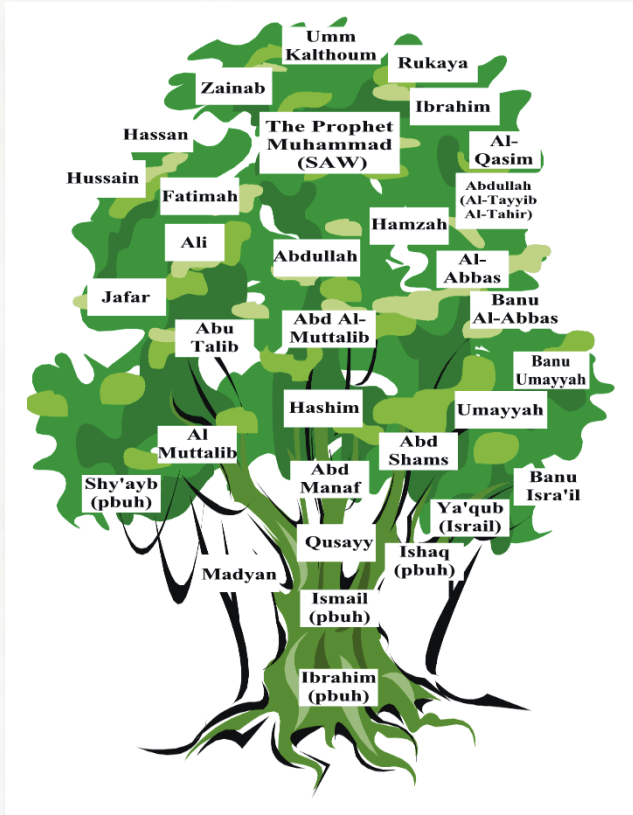 Umm
Kalthoum
Rukaya
Zainab
Ibrahim
The Prophet
Muhammad
(SAW)
Hassan
Al-
Qasim
Hussain
Fatimah
Abdullah
(Al-Tayyib
Al-Tahir)
Hamzah
Ali
Abdullah
Al-
Abbas
Jafar
Banu
Al-Abbas
Abu
Talib
Abd Al-
Muttalib
Banu
Umayyah
Hashim
Umayyah
Al
Muttalib
Abd
Shams
Shy'ayb
(pbuh)
Abd
Manaf
Banu
Isra'il
Ya'qub
(Israil)
Qusayy
Ishaq
(pbuh)
Madyan
Ismail
(pbuh)
Ibrahim
(pbuh)